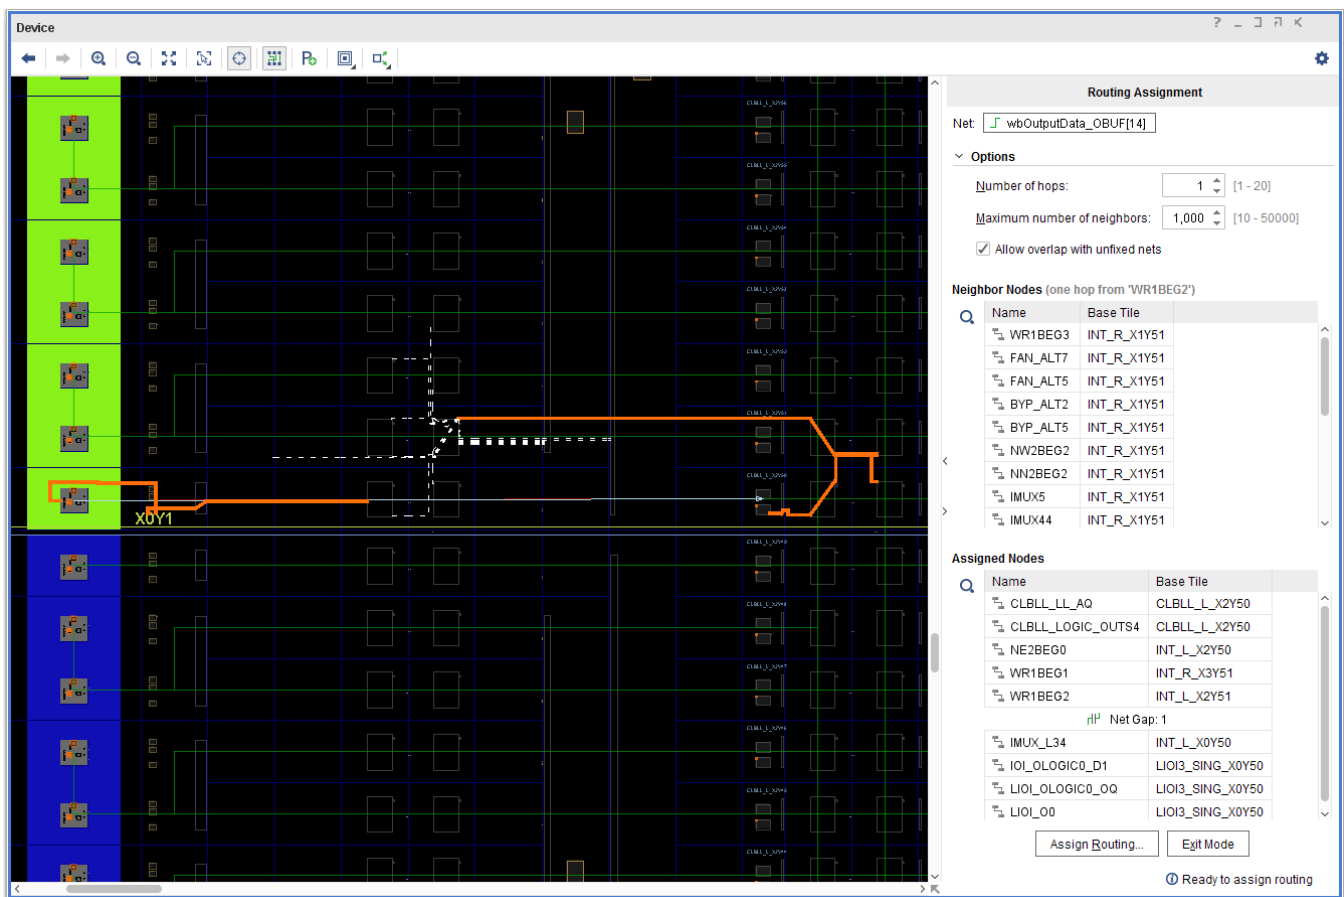 Device
Routing Assignment
Net: wbOutputData_OBUF[14]
Options
Number of hops: 1 [1 - 20]
Maximum number of neighbors: 1,000 [10 - 50000]
Allow overlap with unfixed nets
Neighbor Nodes (one hop from 'WR1BEG2')
Name Base Tile
WR1BEG3 INT_R_X1Y51
FAN_ALT7 INT_R_X1Y51
FAN_ALT5 INT_R_X1Y51
BYP_ALT2 INT_R_X1Y51
BYP_ALT5 INT_R_X1Y51
NW2BEG2 INT_R_X1Y51
NN2BEG2 INT_R_X1Y51
IMUX5 INT_R_X1Y51
IMUX44 INT_R_X1Y51
Assigned Nodes
Name Base Tile
CLBLL_LL_AQ CLBLL_L_X2Y50
CLBLL_LOGIC_OUTS4 CLBLL_L_X2Y50
NE2BEG0 INT_L_X2Y50
WR1BEG1 INT_R_X3Y51
WR1BEG2 INT_L_X2Y51
Net Gap: 1
IMUX_L34 INT_L_X0Y50
IOI_OLOGIC0_D1 LIOI3_SING_X0Y50
LIOI_OLOGIC0_OQ LIOI3_SING_X0Y50
LIOI_O0 LIOI3_SING_X0Y50
Assign Routing... Exit Mode
Ready to assign routing
X0Y1